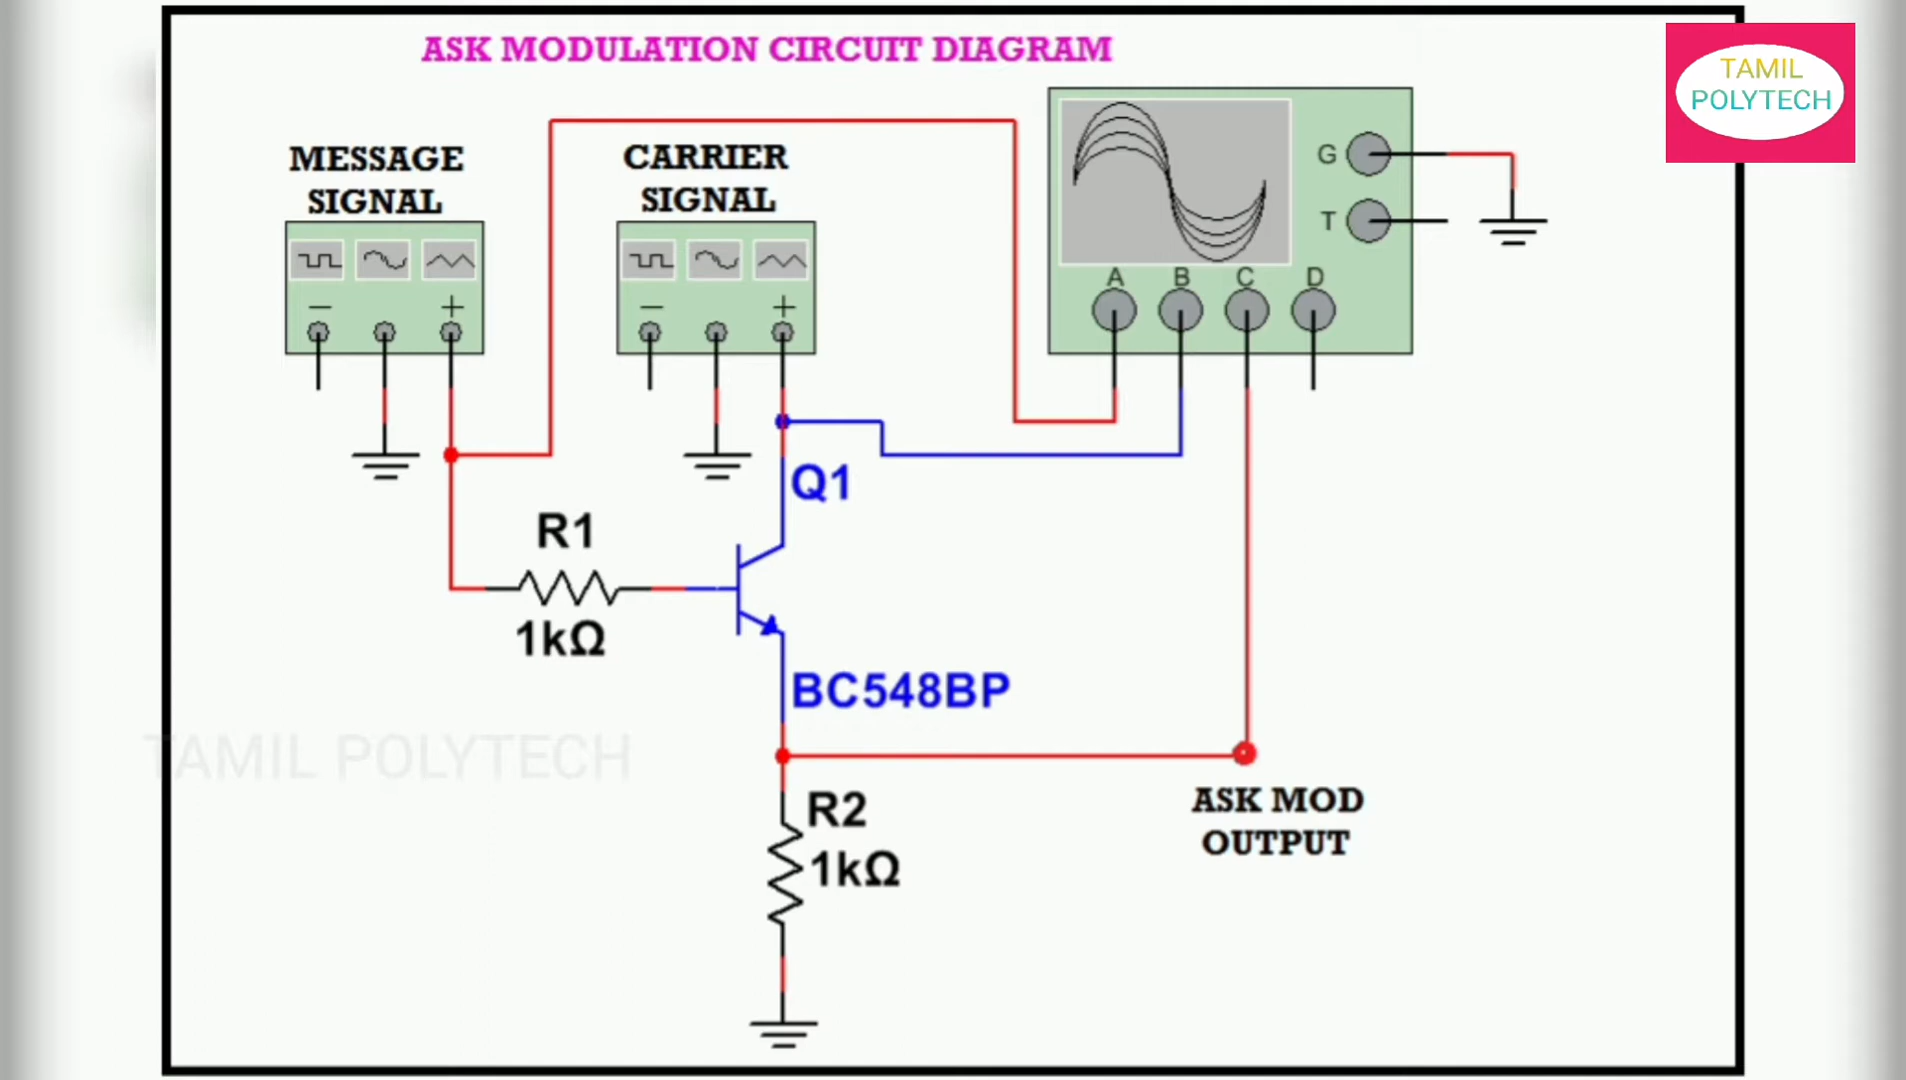 ASK MODULATION CIRCUIT DIAGRAM
TAMIL
POLYTECH
MESSAGE
SIGNAL
CARRIER
SIGNAL
G
T
A B C D
− +
− +
Q1
R1
1kΩ
BC548BP
TAMIL POLYTECH
R2
1kΩ
ASK MOD
OUTPUT